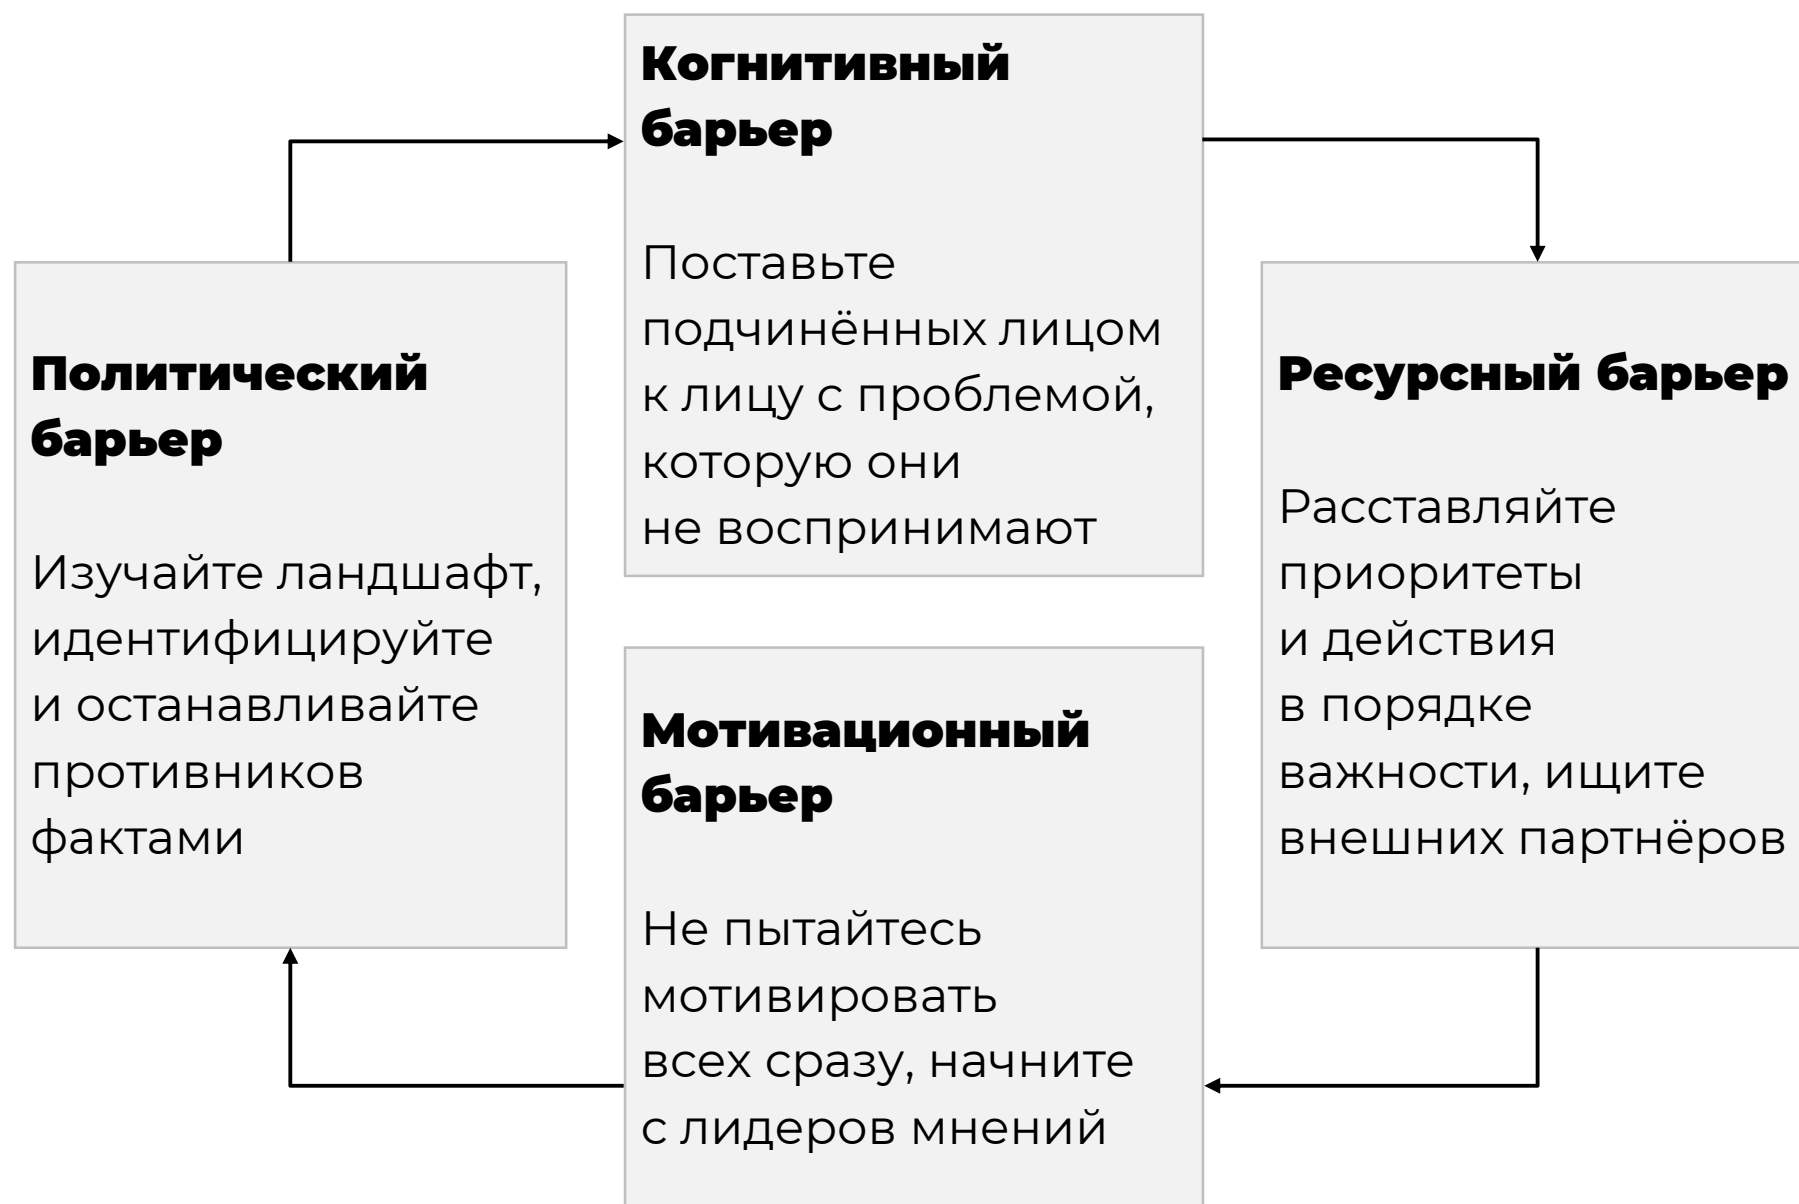 Когнитивный
барьер
Поставьте
подчинённых лицом
к лицу с проблемой,
которую они
не воспринимают
Политический
барьер
Изучайте ландшафт,
идентифицируйте
и останавливайте
противников
фактами
Ресурсный барьер
Расставляйте
приоритеты
и действия
в порядке
важности, ищите
внешних партнёров
Мотивационный
барьер
Не пытайтесь
мотивировать
всех сразу, начните
с лидеров мнений